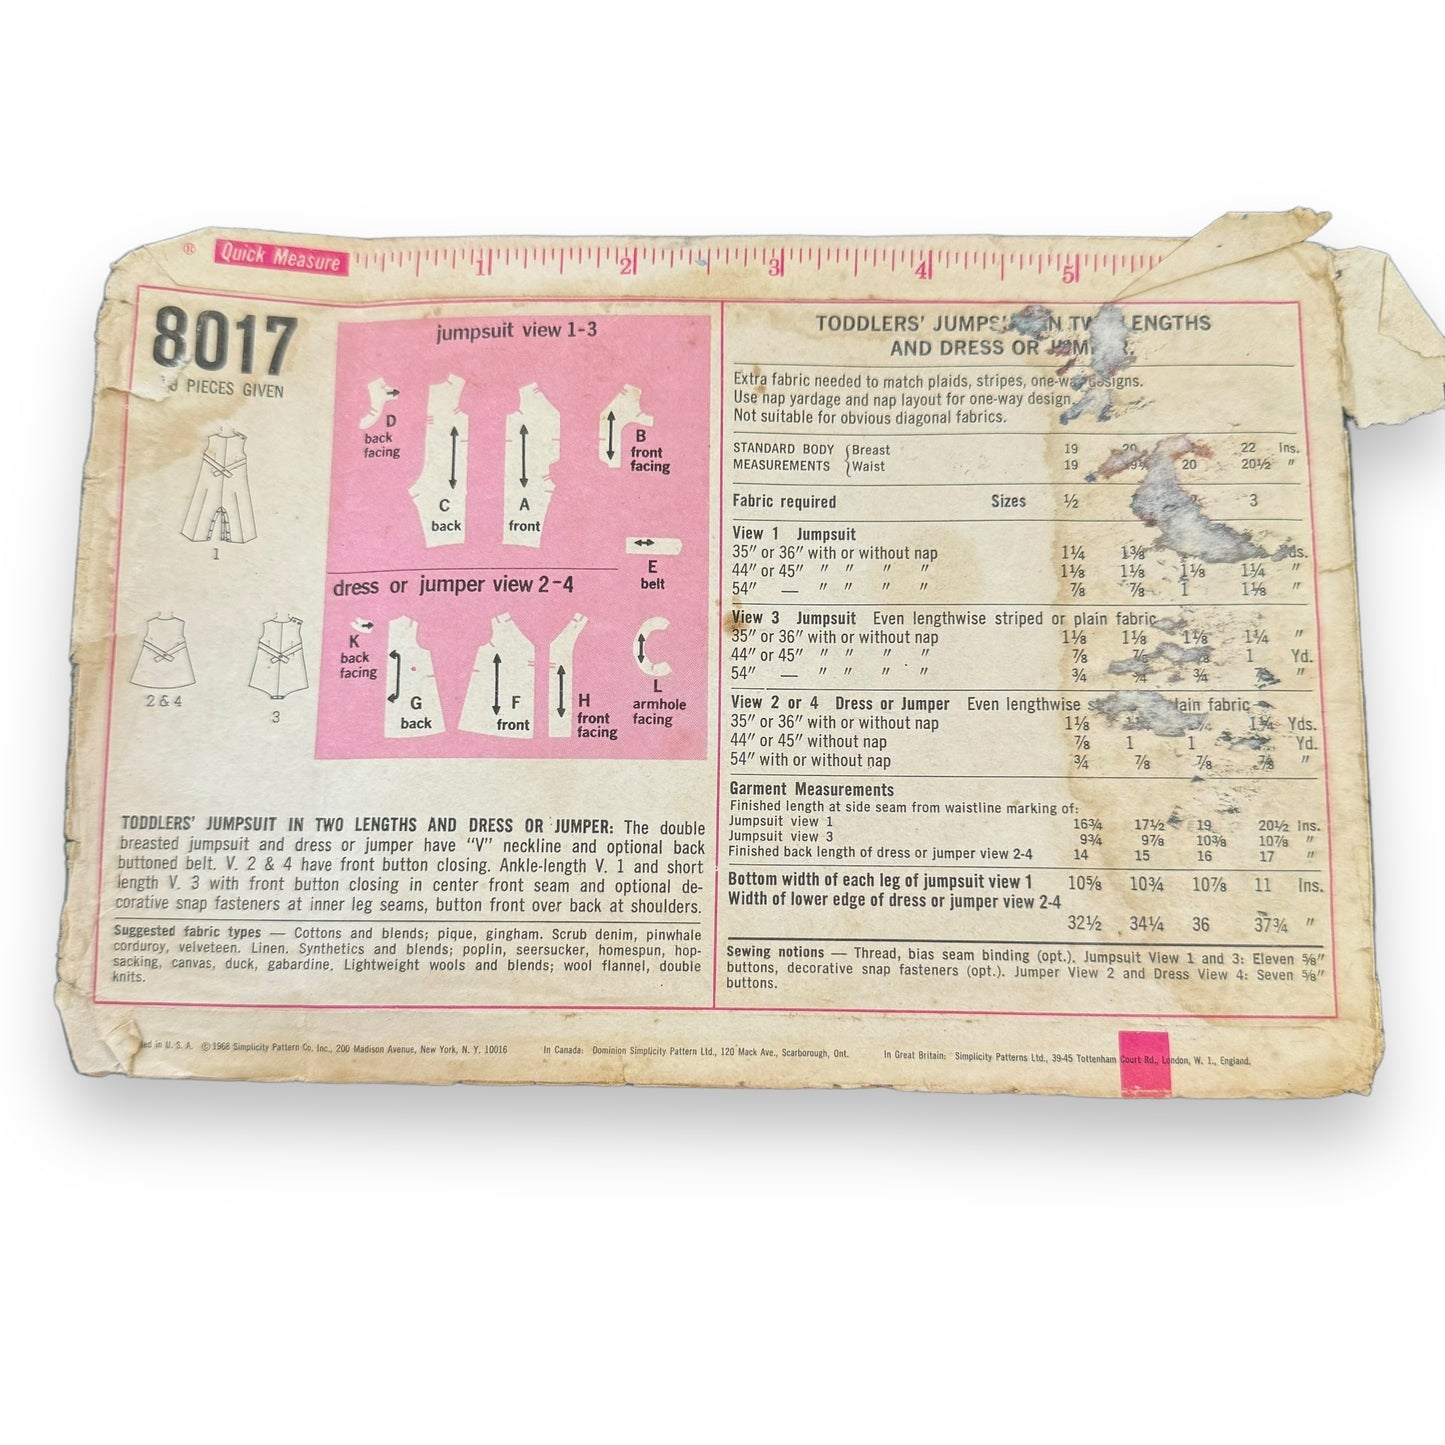 ® Quick Measure 1 2 3 4 5
8017
PIECES GIVEN
1
2 & 4
3
jumpsuit view 1-3
D
back
facing
C
back
A
front
B
front
facing
E
belt
dress or jumper view 2-4
K
back
facing
G
back
F
front
H
front
facing
L
armhole
facing
TODDLERS' JUMPSUIT IN TWO LENGTHS AND DRESS OR JUMPER: The double
breasted jumpsuit and dress or jumper have "V" neckline and optional back
buttoned belt. V. 2 & 4 have front button closing. Ankle-length V. 1 and short
length V. 3 with front button closing in center front seam and optional de-
corative snap fasteners at inner leg seams, button front over back at shoulders.
Suggested fabric types — Cottons and blends; pique, gingham. Scrub denim, pinwhale
corduroy, velveteen. Linen. Synthetics and blends; poplin, seersucker, homespun, hop-
sacking, canvas, duck, gabardine. Lightweight wools and blends; wool flannel, double
knits.
TODDLERS' IN ENGTHS
AND DRESS OR
Extra fabric needed to match plaids, stripes, one-way designs.
Use nap yardage and nap layout for one-way design.
Not suitable for obvious diagonal fabrics.
STANDARD BODY { Breast 19 20 22 Ins.
MEASUREMENTS Waist 19 20 20½ "
Fabric required Sizes ½ 3
View 1 Jumpsuit
35" or 36" with or without nap 1¼ 1⅜ Yds.
44" or 45" " " " " 1⅛ 1⅛ 1⅛ 1¼ "
54" — " " " " ⅞ ⅞ 1 1⅛ "
View 3 Jumpsuit Even lengthwise striped or plain fabric
35" or 36" with or without nap 1⅛ 1⅛ 1⅛ 1¼ "
44" or 45" " " " " ⅞ ⅞ 1 Yd.
54" — " " " " ¾ ¾ ¾ "
View 2 or 4 Dress or Jumper Even lengthwise lain fabric
35" or 36" with or without nap 1⅛ 1¼ Yds.
44" or 45" without nap ⅞ 1 1 Yd.
54" with or without nap ¾ ⅞ ⅞ ⅞ "
Garment Measurements
Finished length at side seam from waistline marking of:
Jumpsuit view 1 16¾ 17½ 19 20½ Ins.
Jumpsuit view 3 9¾ 9⅞ 10⅜ 10⅞ "
Finished back length of dress or jumper view 2-4 14 15 16 17 "
Bottom width of each leg of jumpsuit view 1 10⅝ 10¾ 10⅞ 11 Ins.
Width of lower edge of dress or jumper view 2-4
32½ 34¼ 36 37¾ "
Sewing notions — Thread, bias seam binding (opt.). Jumpsuit View 1 and 3: Eleven ⅝"
buttons, decorative snap fasteners (opt.). Jumper View 2 and Dress View 4: Seven ⅝"
buttons.
in U. S. A. © 1968 Simplicity Pattern Co. Inc., 200 Madison Avenue, New York, N. Y. 10016 In Canada: Dominion Simplicity Pattern Ltd., 120 Mack Ave., Scarborough, Ont. In Great Britain: Simplicity Patterns Ltd., 39-45 Tottenham Court Rd., London, W. 1., England.